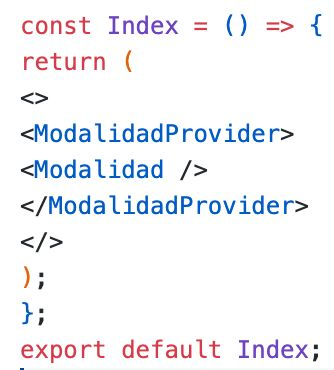 const Index = () => {
return (
<>
<ModalidadProvider>
<Modalidad />
</ModalidadProvider>
</>
);
};
export default Index;